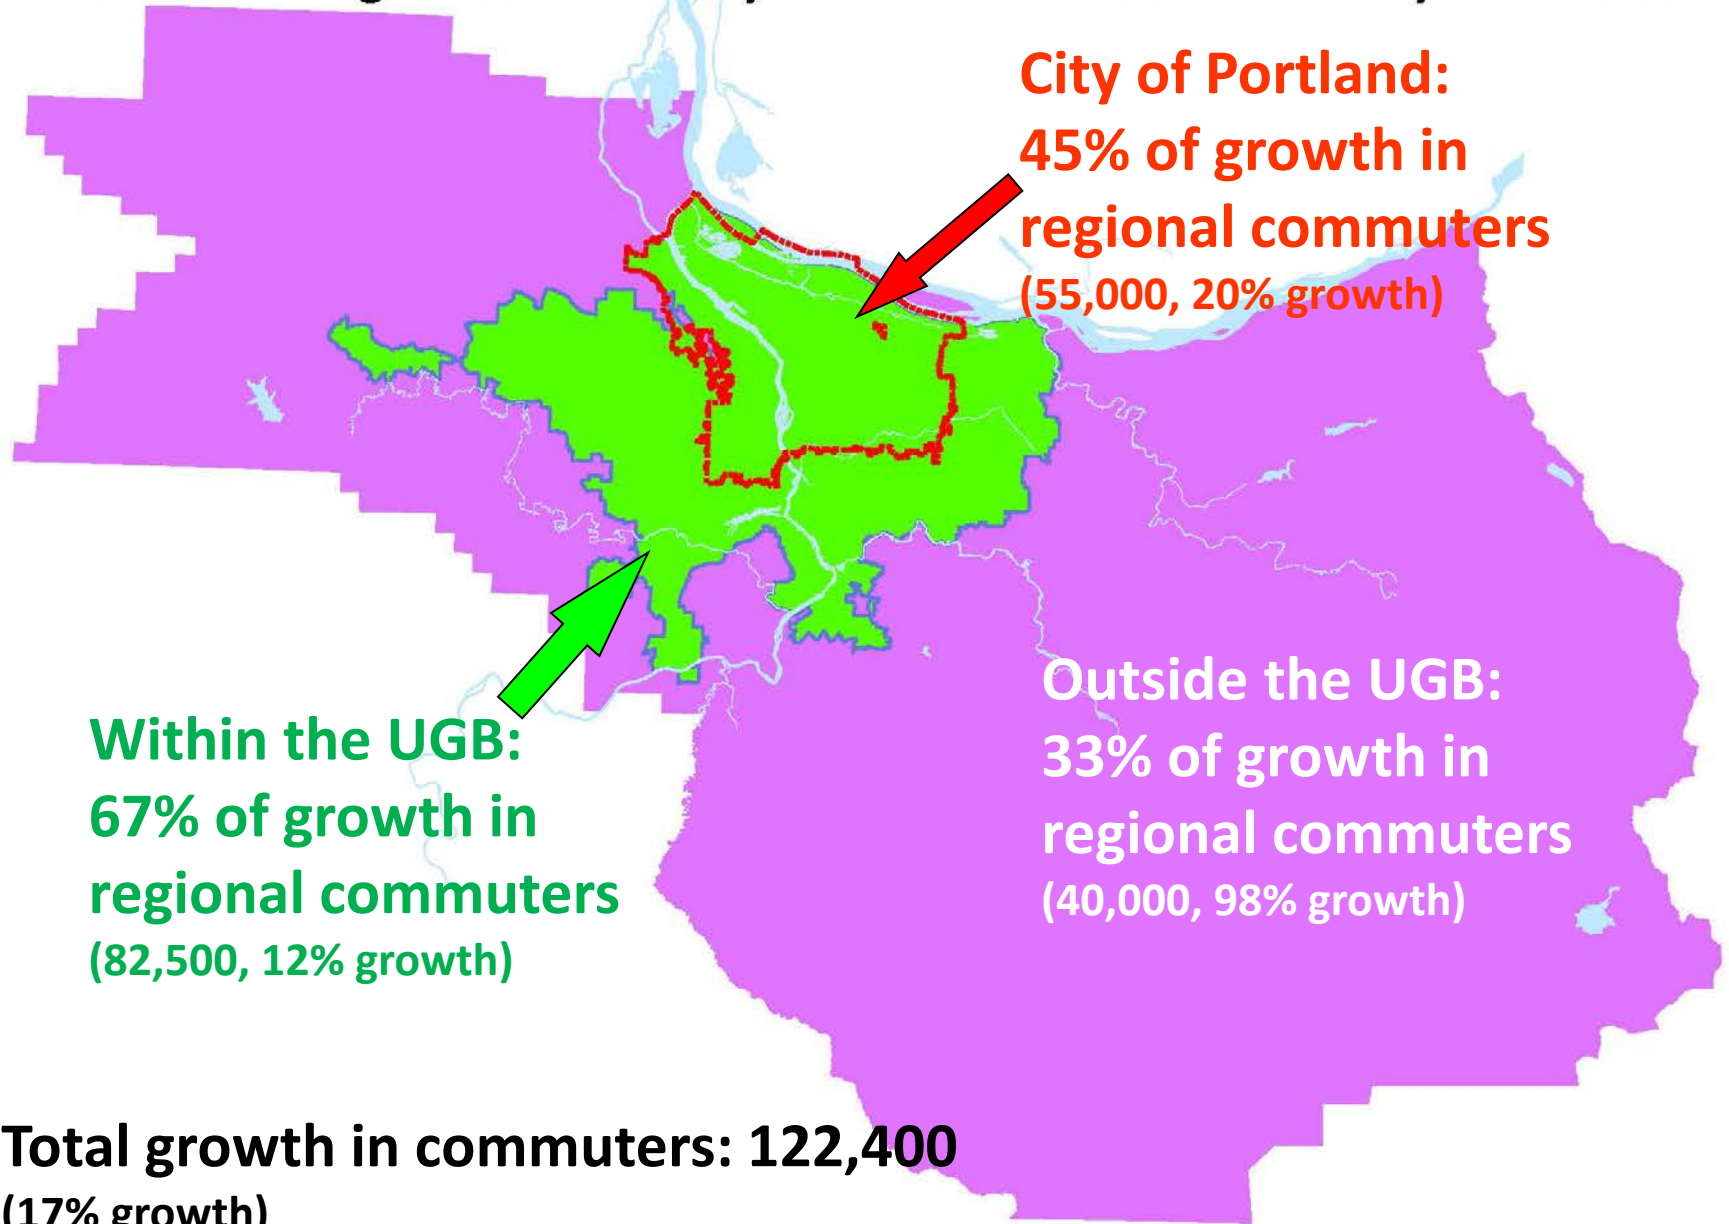 City of Portland:
45% of growth in
regional commuters
(55,000, 20% growth)
Within the UGB:
67% of growth in
regional commuters
(82,500, 12% growth)
Outside the UGB:
33% of growth in
regional commuters
(40,000, 98% growth)
Total growth in commuters: 122,400
(17% growth)